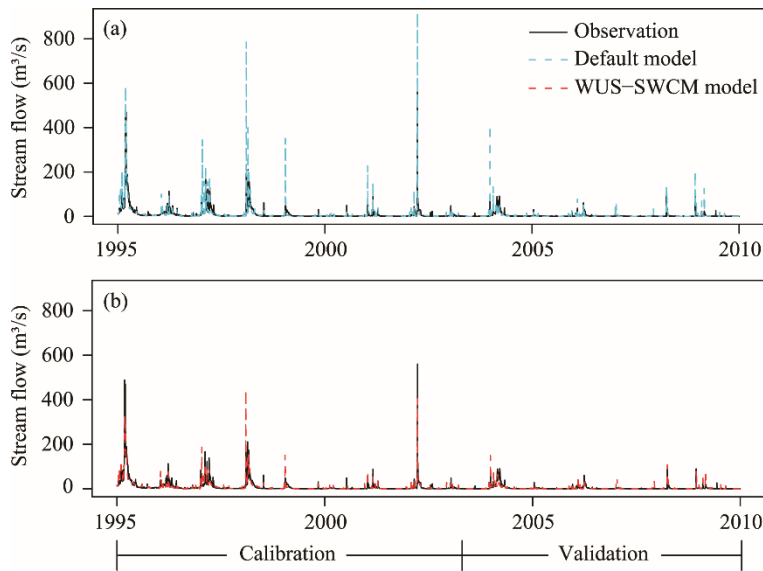 (a)
Observation
Default model
WUS−SWCM model
Stream flow (m³/s)
800
600
400
200
0
1995 2000 2005 2010
(b)
Stream flow (m³/s)
800
600
400
200
0
1995 2000 2005 2010
Calibration Validation